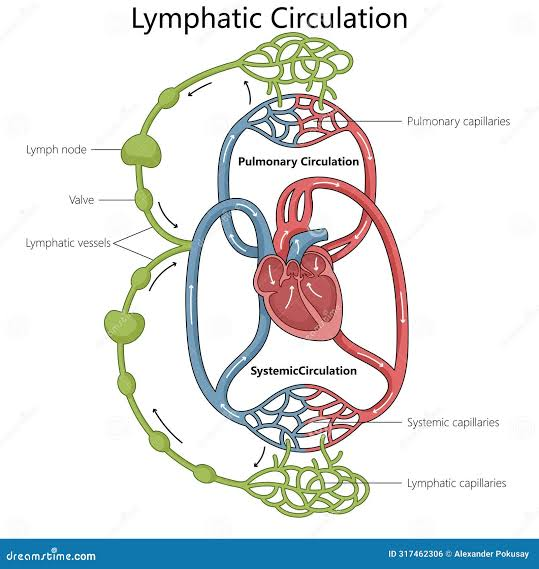 Lymphatic Circulation
Pulmonary capillaries
Lymph node
Pulmonary Circulation
Valve
Lymphatic vessels
SystemicCirculation
Systemic capillaries
Lymphatic capillaries
dreamstime.com
ID 317462306 © Alexander Pokusay